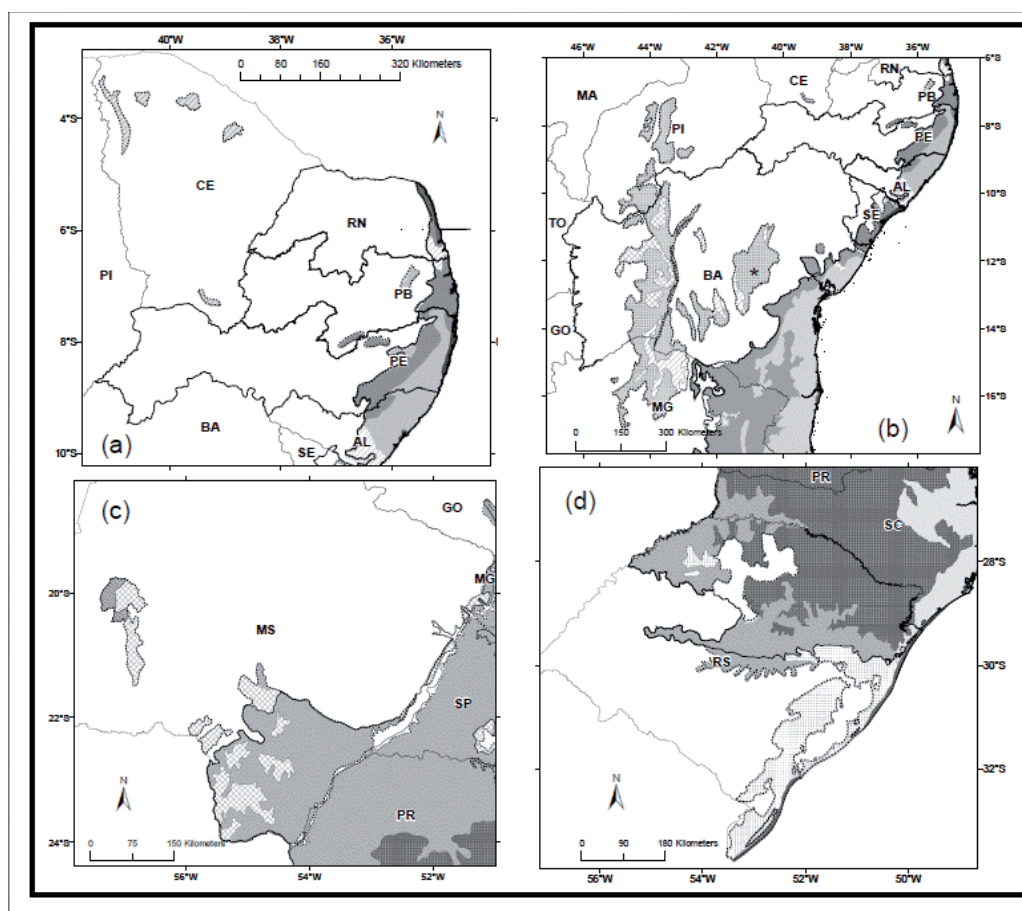 40°W 36°W
0 80 160 320 Kilometers
N
4°S
CE
RN
6°S
PI
PB
8°S
PE
BA
AL
SE
10°S
(a)
46°W 44°W 42°W 40°W 36°W
6°S
RN
MA
CE
PB
PI
8°S
PE
AL
10°S
TO
SE
12°S
BA
*
GO
14°S
MG
16°S
N
0 150 300 Kilometers
(b)
(c)
GO
20°S
MG
MS
SP
22°S
N
PR
0 75 150 Kilometers
24°S
56°W 54°W 52°W
PR
(d)
SC
28°S
RS
30°S
N
32°S
0 90 180 Kilometers
56°W 54°W 52°W 50°W